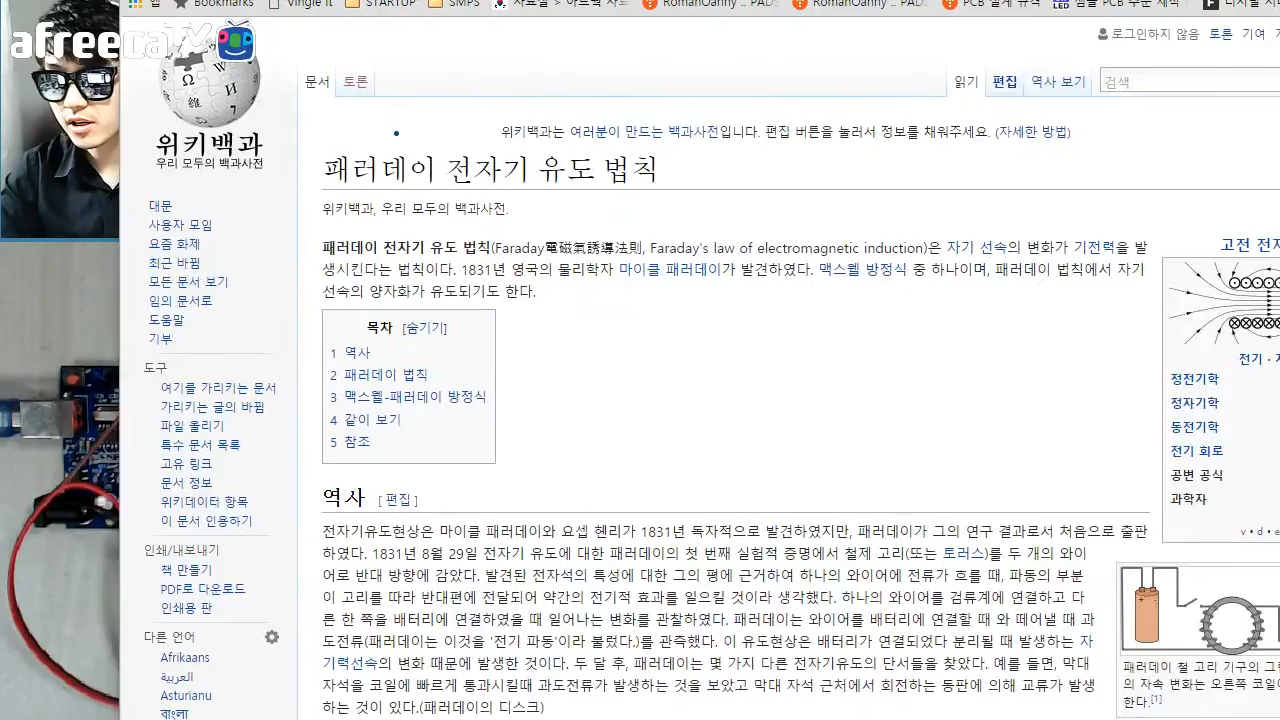 Bookmarks
Vingle It
STARTUP
SMPS
RomanOanny .. PADS
RomanOanny .. PADS
afreecaTV
로그인하지 않음 토론 기여
문서 토론 읽기 편집 역사 보기 검색
위키백과
우리 모두의 백과사전
위키백과는 여러분이 만드는 백과사전입니다. 편집 버튼을 눌러서 정보를 채워주세요. (자세한 방법)
패러데이 전자기 유도 법칙
위키백과, 우리 모두의 백과사전.
패러데이 전자기 유도 법칙(Faraday電磁氣誘導法則, Faraday's law of electromagnetic induction)은 자기 선속의 변화가 기전력을 발
생시킨다는 법칙이다. 1831년 영국의 물리학자 마이클 패러데이가 발견하였다. 맥스웰 방정식 중 하나이며, 패러데이 법칙에서 자기
선속의 양자화가 유도되기도 한다.
목차 [숨기기]
1 역사
2 패러데이 법칙
3 맥스웰-패러데이 방정식
4 같이 보기
5 참조
역사 [ 편집 ]
전자기유도현상은 마이클 패러데이와 요셉 헨리가 1831년 독자적으로 발견하였지만, 패러데이가 그의 연구 결과로서 처음으로 출판
하였다. 1831년 8월 29일 전자기 유도에 대한 패러데이의 첫 번째 실험적 증명에서 철제 고리(또는 토러스)를 두 개의 와이
어로 반대 방향에 감았다. 발견된 전자석의 특성에 대한 그의 평에 근거하여 하나의 와이어에 전류가 흐를 때, 파동의 부분
이 고리를 따라 반대편에 전달되어 약간의 전기적 효과를 일으킬 것이라 생각했다. 하나의 와이어를 검류계에 연결하고 다
른 한 쪽을 배터리에 연결하였을 때 일어나는 변화를 관찰하였다. 패러데이는 와이어를 배터리에 연결할 때 와 떼어낼 때 과
도전류(패러데이는 이것을 '전기 파동'이라 불렀다.)를 관측했다. 이 유도현상은 배터리가 연결되었다 분리될 때 발생하는 자
기력선속의 변화 때문에 발생한 것이다. 두 달 후, 패러데이는 몇 가지 다른 전자기유도의 단서들을 찾았다. 예를 들면, 막대
자석을 코일에 빠르게 통과시킬때 과도전류가 발생하는 것을 보았고 막대 자석 근처에서 회전하는 동판에 의해 교류가 발생
하는 것이 있다.(패러데이의 디스크)
대문
사용자 모임
요즘 화제
최근 바뀜
모든 문서 보기
임의 문서로
도움말
기부
도구
여기를 가리키는 문서
가리키는 글의 바뀜
파일 올리기
특수 문서 목록
고유 링크
문서 정보
위키데이터 항목
이 문서 인용하기
인쇄/내보내기
책 만들기
PDF로 다운로드
인쇄용 판
다른 언어
Afrikaans
العربية
Asturianu
বাংলা
고전 전자
전기 ·
정전기학
정자기학
동전기학
전기 회로
공변 공식
과학자
v • d • e
패러데이 철 고리 기구의 그
의 자속 변화는 오른쪽 코일
한다.[1]